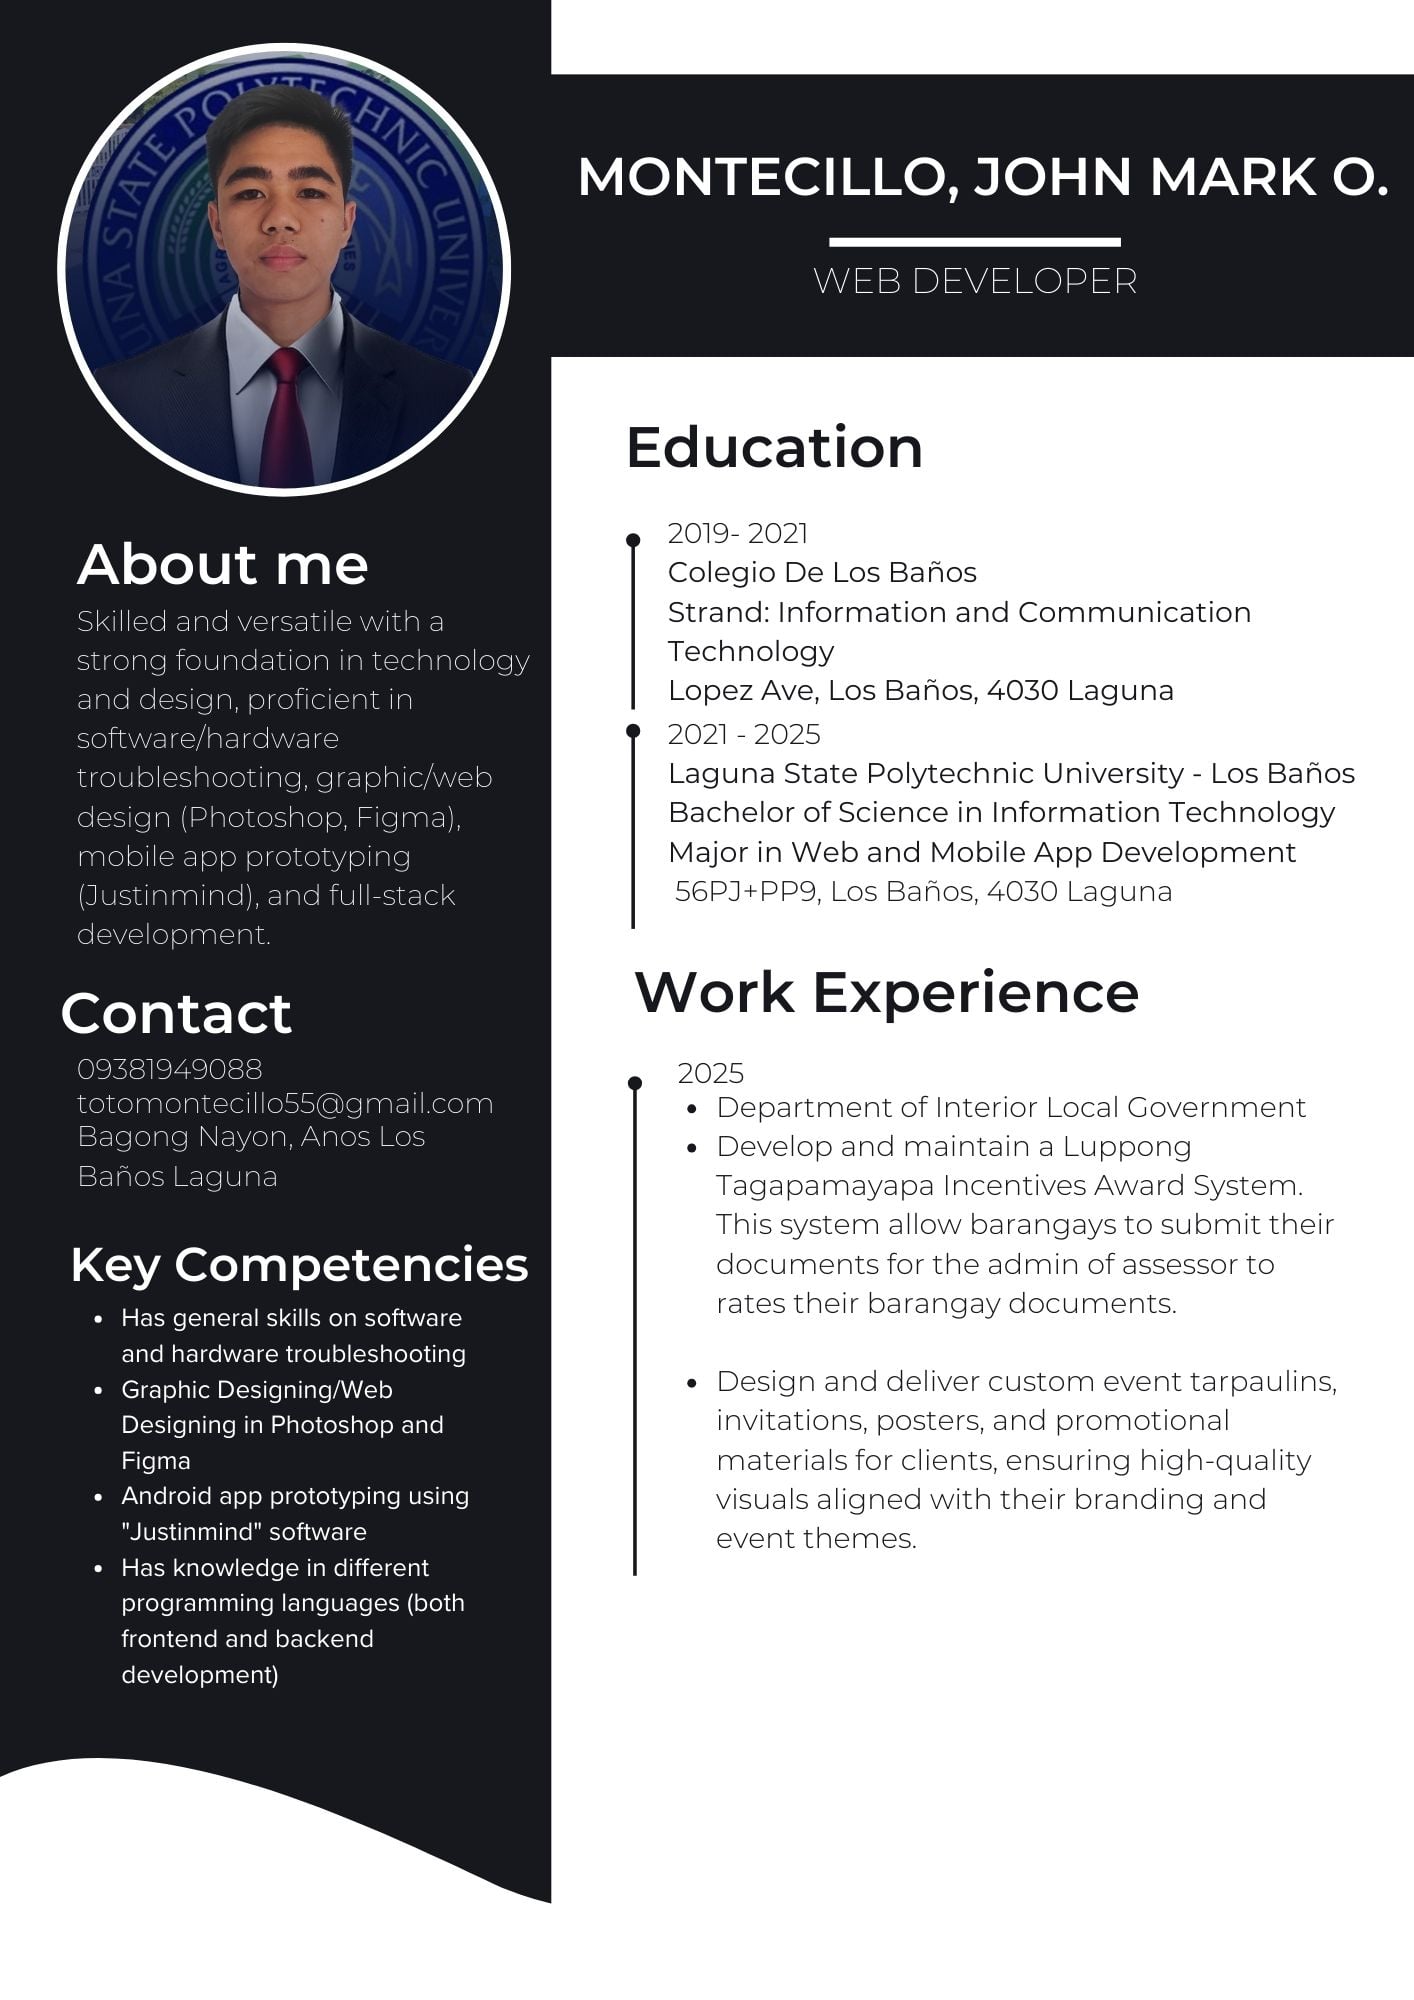 STATE POLYTECHNIC UNIVER
MONTECILLO, JOHN MARK O.
WEB DEVELOPER
About me
Skilled and versatile with a
strong foundation in technology
and design, proficient in
software/hardware
troubleshooting, graphic/web
design (Photoshop, Figma),
mobile app prototyping
(Justinmind), and full-stack
development.
Contact
09381949088
totomontecillo55@gmail.com
Bagong Nayon, Anos Los
Baños Laguna
Key Competencies
• Has general skills on software
and hardware troubleshooting
• Graphic Designing/Web
Designing in Photoshop and
Figma
• Android app prototyping using
"Justinmind" software
• Has knowledge in different
programming languages (both
frontend and backend
development)
Education
2019- 2021
Colegio De Los Baños
Strand: Information and Communication
Technology
Lopez Ave, Los Baños, 4030 Laguna
2021 - 2025
Laguna State Polytechnic University - Los Baños
Bachelor of Science in Information Technology
Major in Web and Mobile App Development
56PJ+PP9, Los Baños, 4030 Laguna
Work Experience
2025
• Department of Interior Local Government
• Develop and maintain a Luppong
Tagapamayapa Incentives Award System.
This system allow barangays to submit their
documents for the admin of assessor to
rates their barangay documents.
• Design and deliver custom event tarpaulins,
invitations, posters, and promotional
materials for clients, ensuring high-quality
visuals aligned with their branding and
event themes.